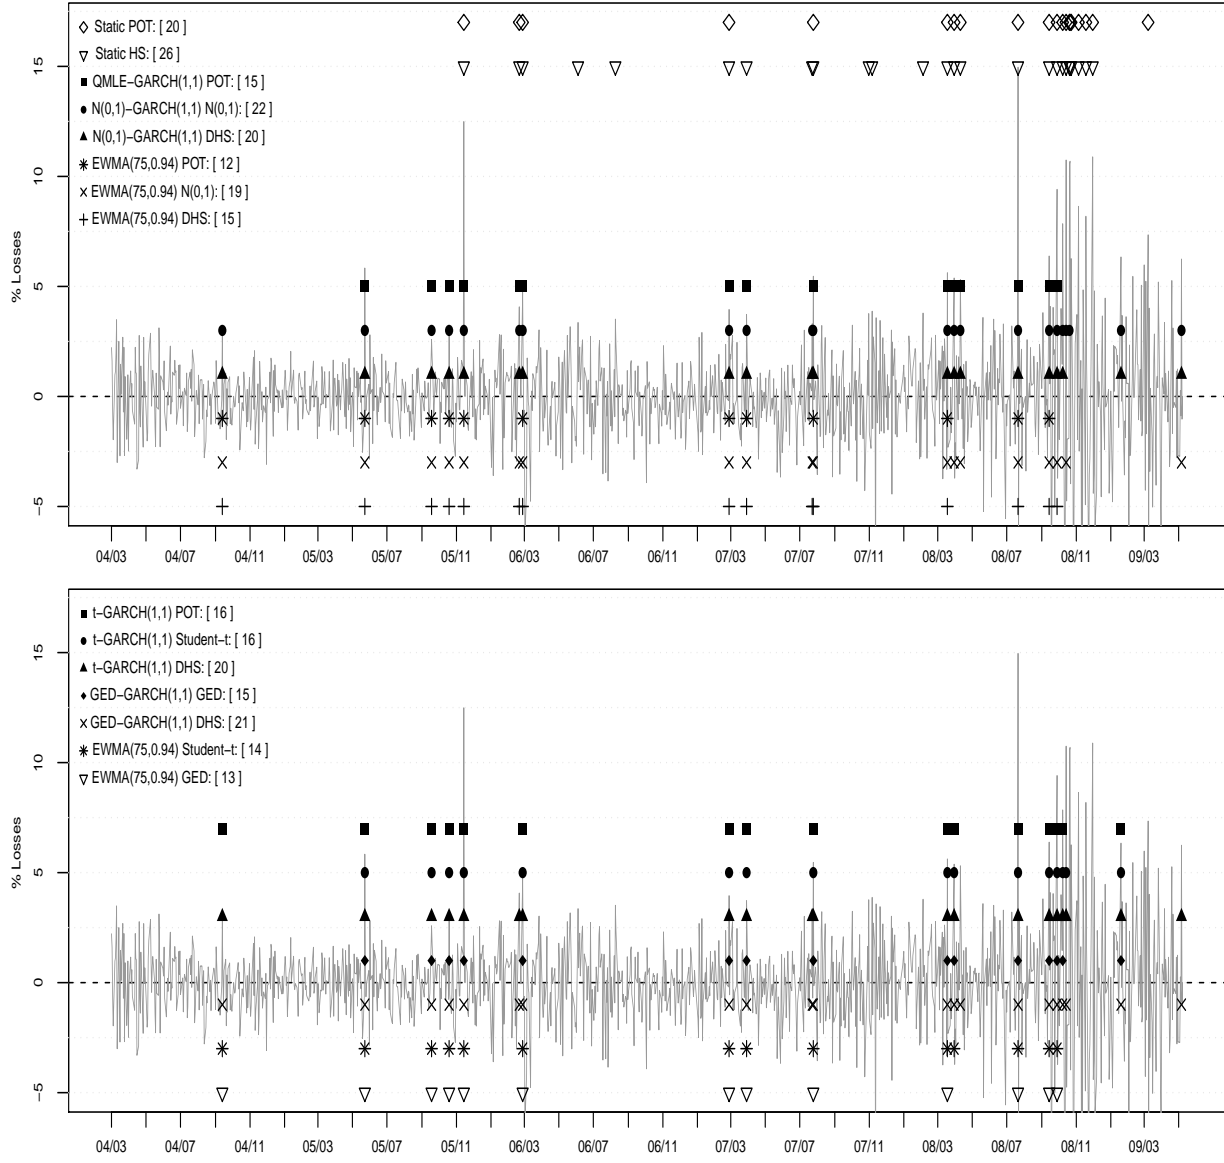 Static POT: [ 20 ]
Static HS: [ 26 ]
QMLE−GARCH(1,1) POT: [ 15 ]
N(0,1)−GARCH(1,1) N(0,1): [ 22 ]
N(0,1)−GARCH(1,1) DHS: [ 20 ]
EWMA(75,0.94) POT: [ 12 ]
EWMA(75,0.94) N(0,1): [ 19 ]
EWMA(75,0.94) DHS: [ 15 ]
% Losses
15
10
5
0
−5
04/03 04/07 04/11 05/03 05/07 05/11 06/03 06/07 06/11 07/03 07/07 07/11 08/03 08/07 08/11 09/03
t−GARCH(1,1) POT: [ 16 ]
t−GARCH(1,1) Student−t: [ 16 ]
t−GARCH(1,1) DHS: [ 20 ]
GED−GARCH(1,1) GED: [ 15 ]
GED−GARCH(1,1) DHS: [ 21 ]
EWMA(75,0.94) Student−t: [ 14 ]
EWMA(75,0.94) GED: [ 13 ]
% Losses
15
10
5
0
−5
04/03 04/07 04/11 05/03 05/07 05/11 06/03 06/07 06/11 07/03 07/07 07/11 08/03 08/07 08/11 09/03